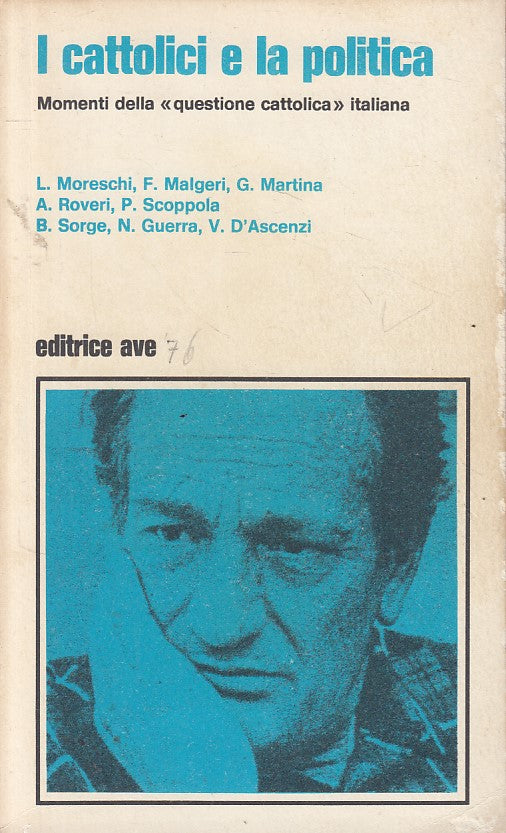 I cattolici e la politica
Momenti della «questione cattolica» italiana
L. Moreschi, F. Malgeri, G. Martina
A. Roveri, P. Scoppola
B. Sorge, N. Guerra, V. D'Ascenzi
editrice ave 76